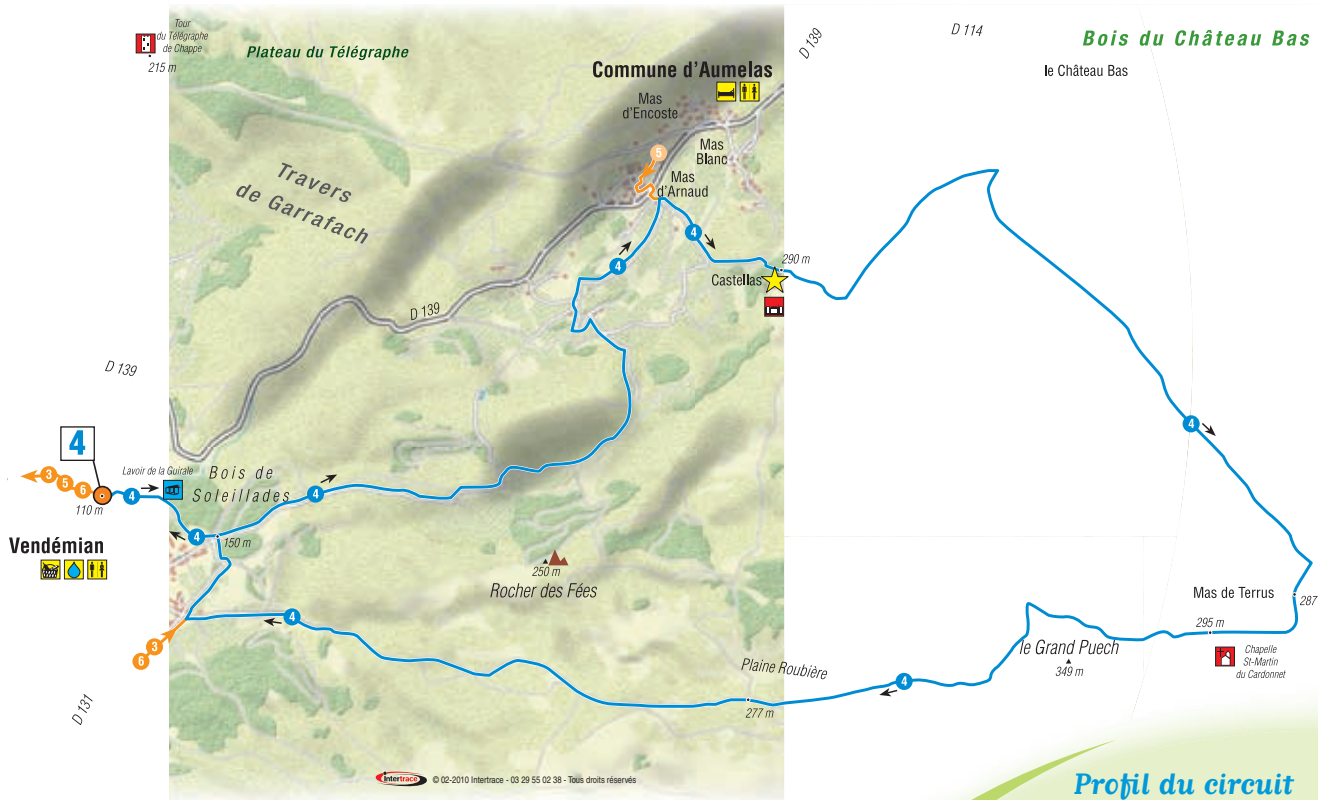 Tour
du Télégraphe
de Chappe
215 m
Plateau du Télégraphe
Commune d'Aumelas
D 139
D 114
Bois du Château Bas
le Château Bas
Mas
d'Encoste
Mas
Blanc
5
Mas
d'Arnaud
Travers
de Garrafach
4
4
290 m
Castellas
D 139
D 139
4
4
Lavoir de la Guirale
Bois de
Soleillades
3
5
6
4
4
110 m
4
150 m
Vendémian
250 m
Rocher des Fées
Mas de Terrus
287
295 m
4
le Grand Puech
349 m
Chapelle
St-Martin
du Cardonnet
3
6
Plaine Roubière
4
277 m
D 131
Intertrace
© 02-2010 Intertrace - 03 29 55 02 38 - Tous droits réservés
Profil du circuit